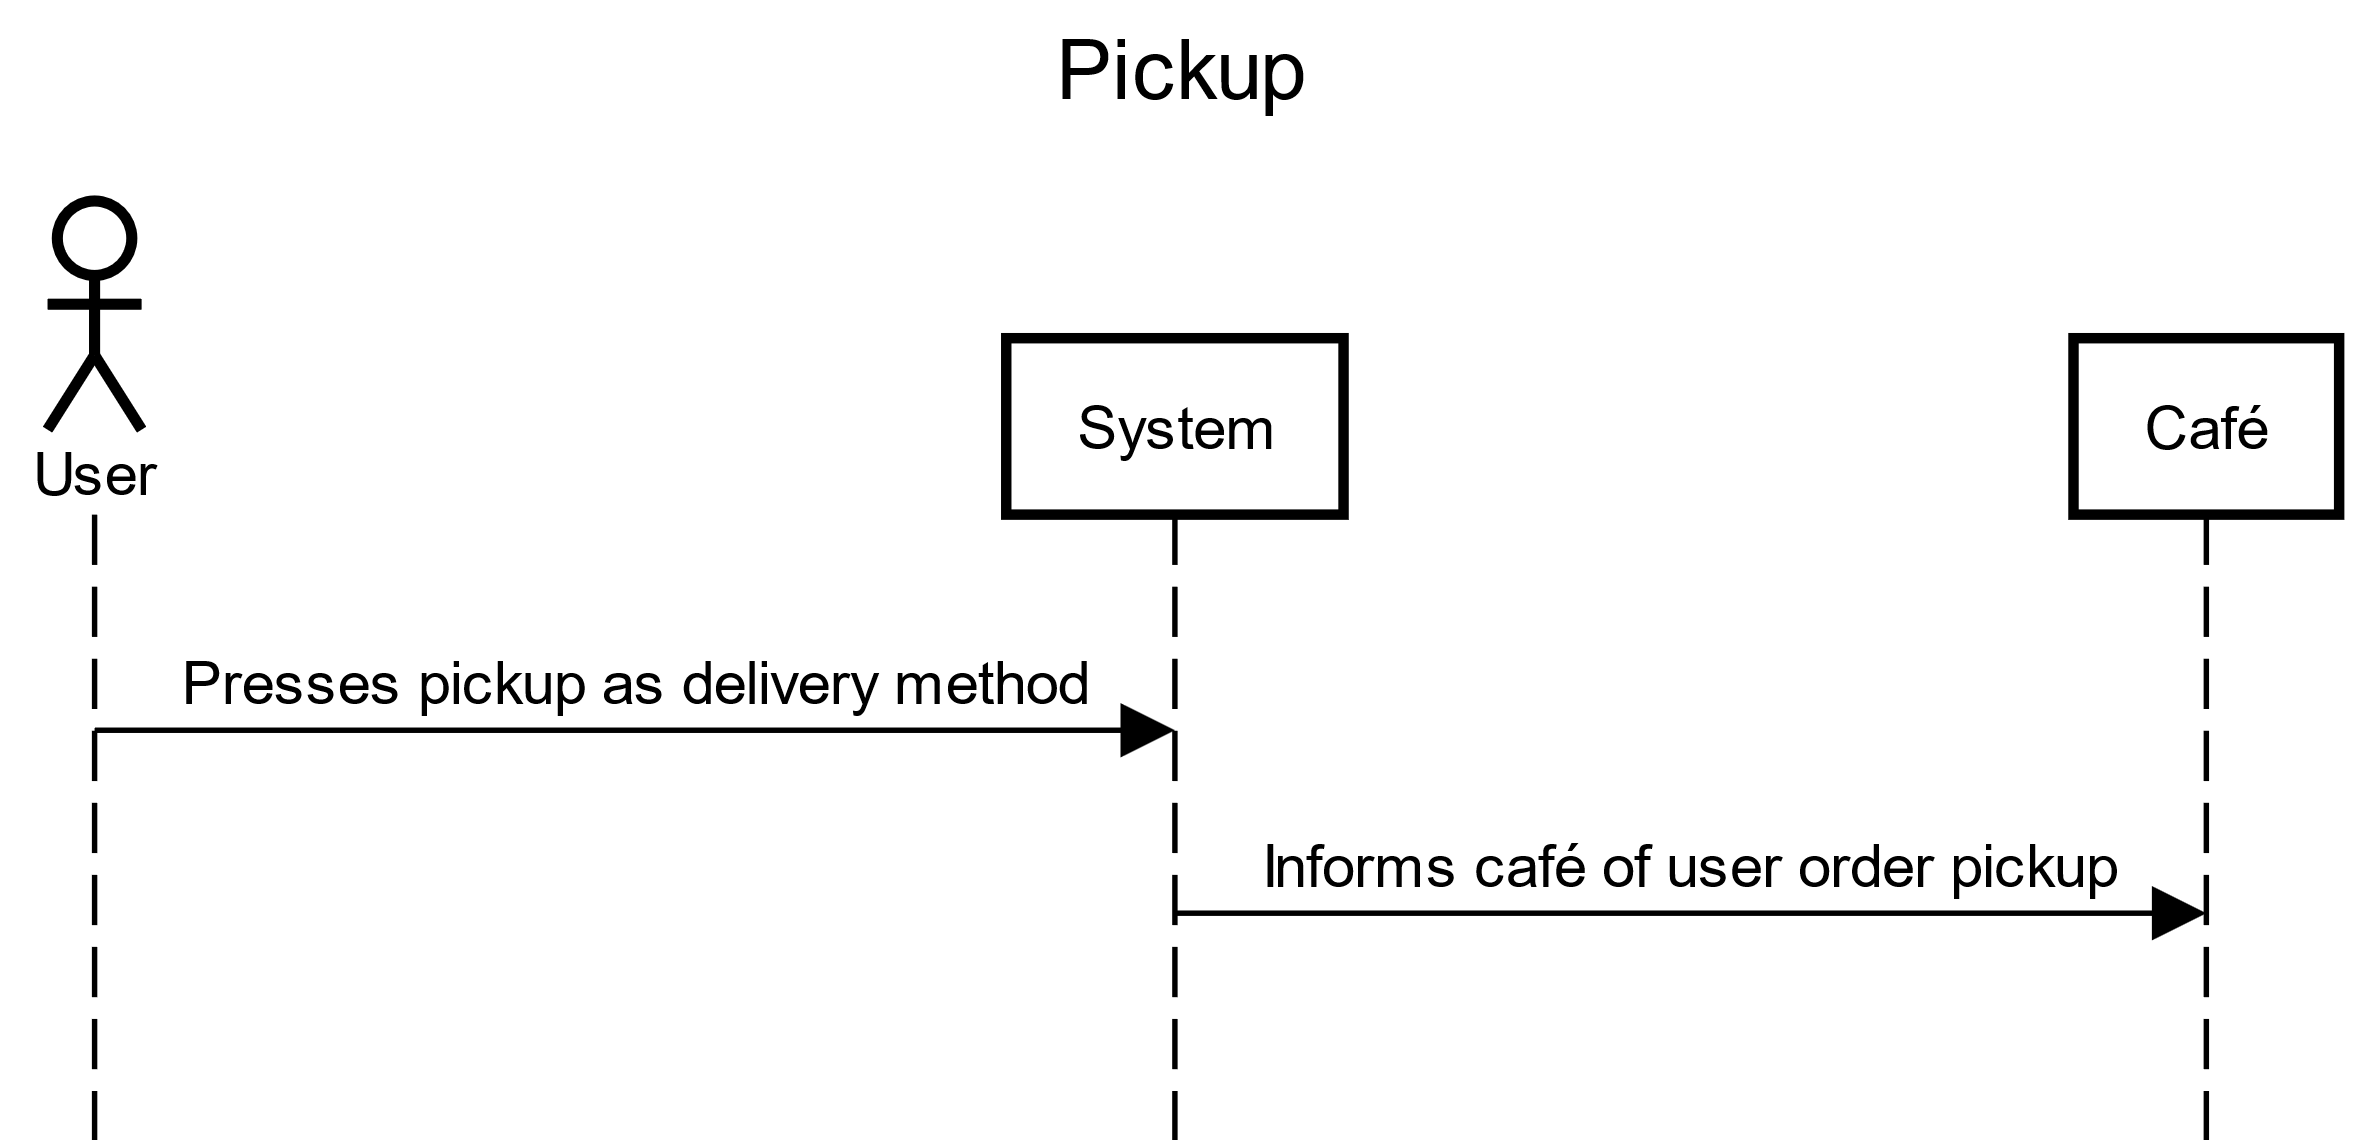 Pickup
User
System
Café
Presses pickup as delivery method
Informs café of user order pickup